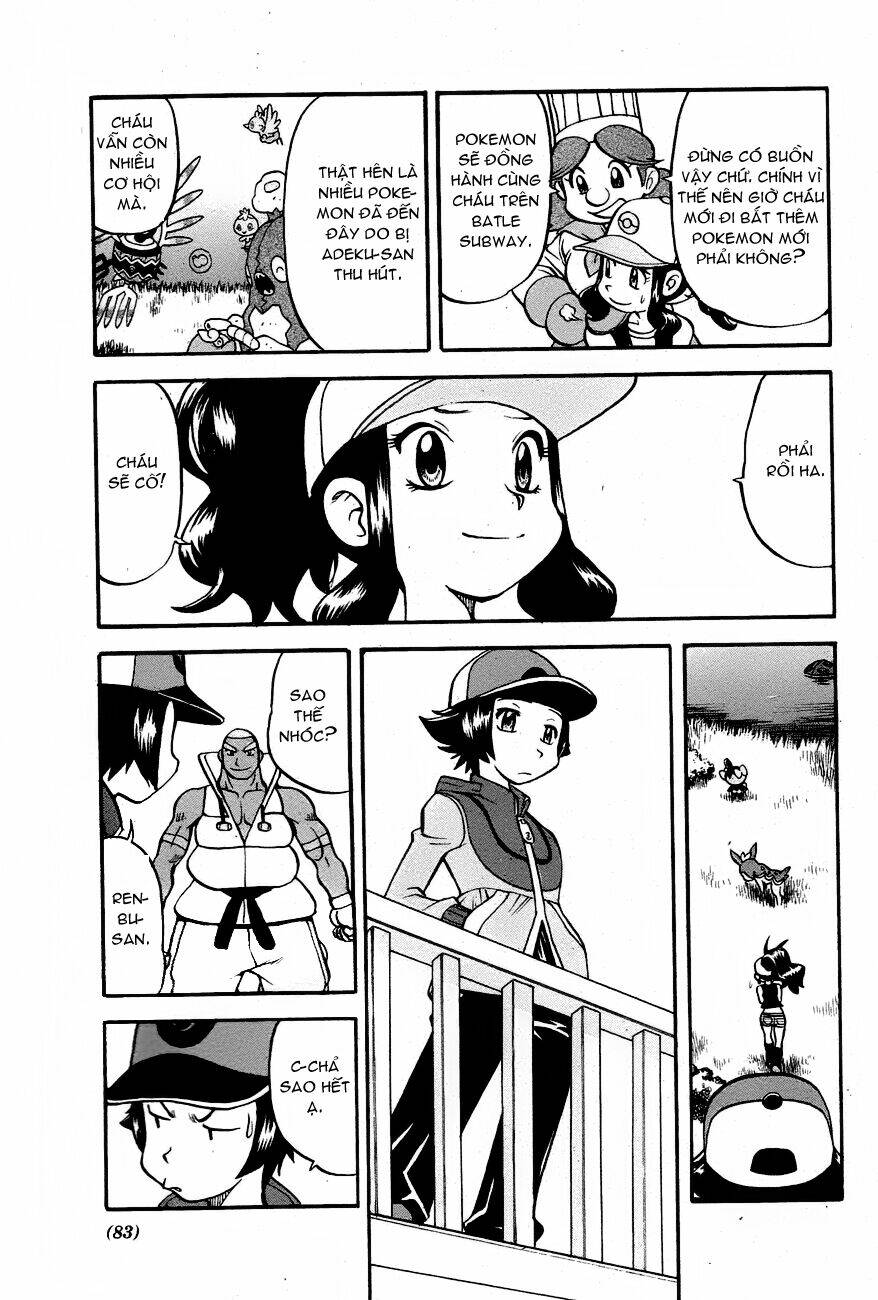 ĐỪNG CÓ BUỒN
VẬY CHỨ. CHÍNH VÌ
THẾ NÊN GIỜ CHÁU
MỚI ĐI BẮT THÊM
POKEMON MỚI
PHẢI KHÔNG?
POKEMON
SẼ ĐỒNG
HÀNH CÙNG
CHÁU TRÊN
BATLE
SUBWAY.
THẬT HÊN LÀ
NHIỀU POKE-
MON ĐÃ ĐẾN
ĐÂY DO BỊ
ADEKU-SAN
THU HÚT.
CHÁU
VẪN CÒN
NHIỀU
CƠ HỘI
MÀ.
PHẢI
RỒI HA.
CHÁU
SẼ CỐ!
SAO
THẾ
NHÓC?
REN-
BU-
SAN.
C-CHẢ
SAO HẾT
Ạ.
(83)